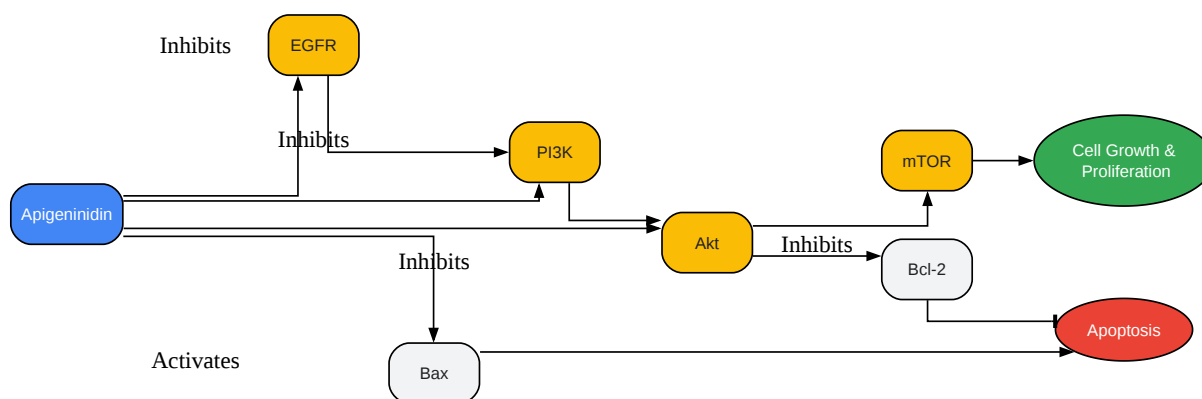 Inhibits
EGFR
Inhibits
PI3K
mTOR
Cell Growth &
Proliferation
Apigeninidin
Akt
Inhibits
Inhibits
Bcl-2
Apoptosis
Activates
Bax